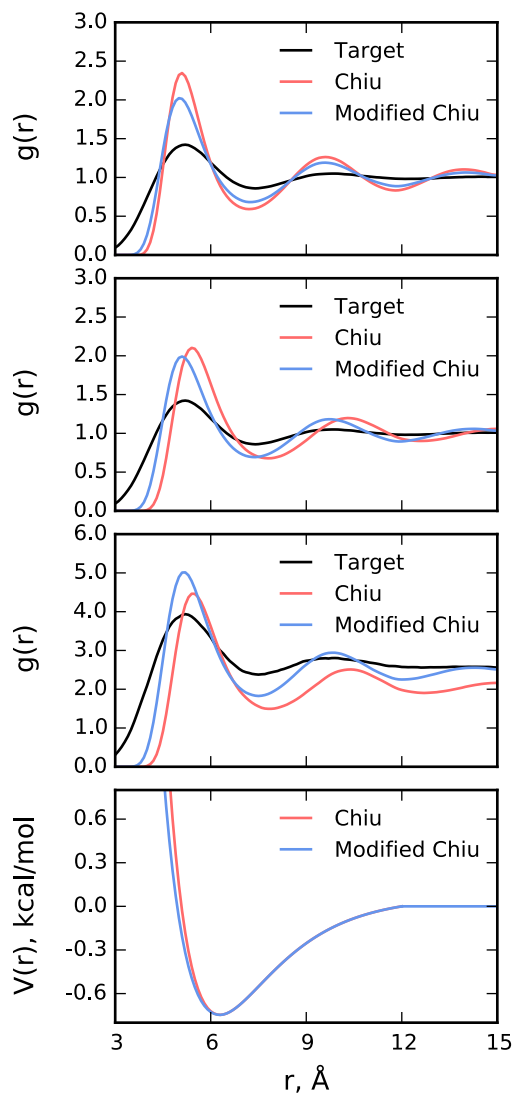 3.0
2.5
2.0
1.5
1.0
0.5
0.0
g(r)
Target
Chiu
Modified Chiu
3.0
2.5
2.0
1.5
1.0
0.5
0.0
g(r)
Target
Chiu
Modified Chiu
6.0
5.0
4.0
3.0
2.0
1.0
0.0
g(r)
Target
Chiu
Modified Chiu
0.6
0.3
0.0
-0.3
-0.6
V(r), kcal/mol
Chiu
Modified Chiu
3 6 9 12 15
r, Å